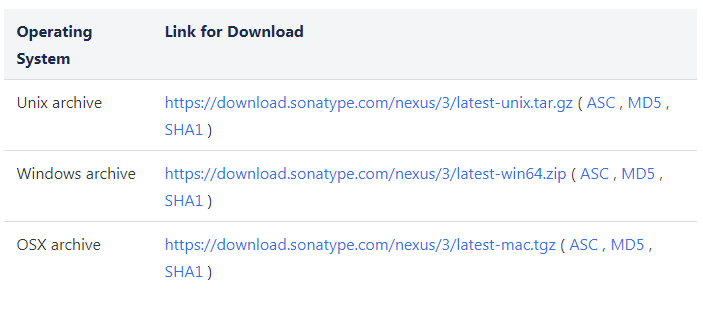 Operating System
Link for Download
Unix archive
https://download.sonatype.com/nexus/3/latest-unix.tar.gz ( ASC , MD5 ,
SHA1 )
Windows archive
https://download.sonatype.com/nexus/3/latest-win64.zip ( ASC , MD5 ,
SHA1 )
OSX archive
https://download.sonatype.com/nexus/3/latest-mac.tgz ( ASC , MD5 ,
SHA1 )